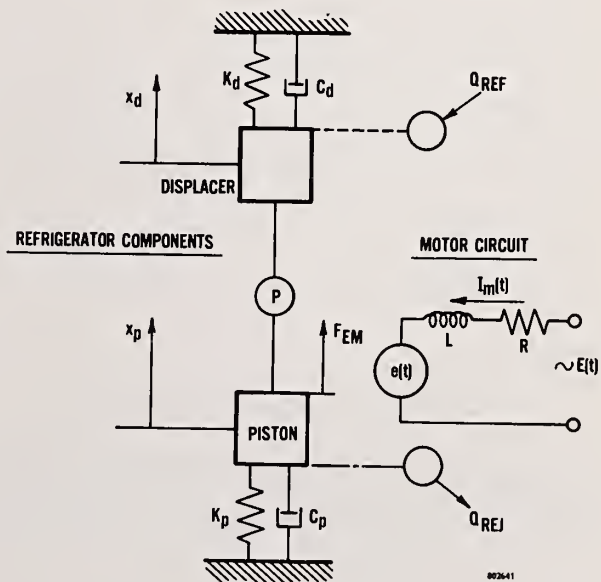 K_d
C_d
Q_REF
x_d
DISPLACER
REFRIGERATOR COMPONENTS
MOTOR CIRCUIT
P
I_m(t)
x_p
F_EM
L
R
e(t)
~E(t)
PISTON
K_p
C_p
Q_REJ
802641